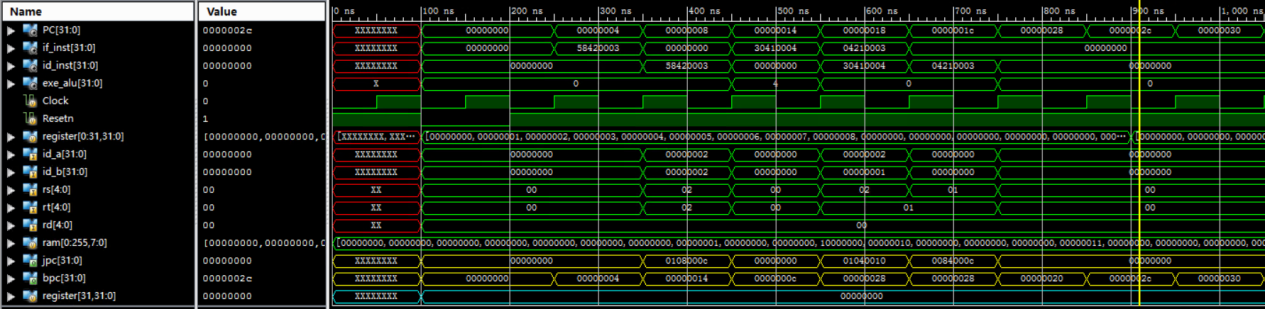 Name Value 0 ns 100 ns 200 ns 300 ns 400 ns 500 ns 600 ns 700 ns 800 ns 900 ns 1,000 ns
PC[31:0] 0000002c XXXXXXXX 00000000 00000004 00000008 00000014 00000018 0000001c 00000028 0000002c 00000030
if_inst[31:0] 00000000 XXXXXXXX 00000000 58420003 00000000 30410004 04210003 00000000
id_inst[31:0] 00000000 XXXXXXXX 00000000 58420003 00000000 30410004 04210003 00000000
exe_alu[31:0] 0 X 0 4 0 0
Clock 0
Resetn 1
register[0:31,31:0] [00000000,00000000,0 [XXXXXXXX, XXX... [00000000, 00000001, 00000002, 00000003, 00000004, 00000005, 00000006, 00000007, 00000008, 00000000, 00000000, 00000000, 00000000, 00000000, 000... [00000000, 00000000, 0000000
id_a[31:0] 00000000 XXXXXXXX 00000000 00000002 00000000 00000002 00000000 00000000
id_b[31:0] 00000000 XXXXXXXX 00000000 00000002 00000000 00000001 00000000 00000000
rs[4:0] 00 XX 00 02 00 02 01 00
rt[4:0] 00 XX 00 02 00 01 00
rd[4:0] 00 XX 00
ram[0:255,7:0] [00000000,00000000,0 [00000000, 00000000, 00000000, 00000000, 00000000, 00000000, 00000000, 00000001, 00000000, 00000000, 10000000, 00000010, 00000000, 00000000, 00000000, 00000000, 00000011, 00000000, 00000000, 000
jpc[31:0] 00000000 XXXXXXXX 00000000 0108000c 00000000 01040010 0084000c 00000000
bpc[31:0] 0000002c XXXXXXXX 00000000 00000004 00000014 0000000c 00000028 00000028 00000020 0000002c 00000030
register[31,31:0] 00000000 XXXXXXXX 00000000